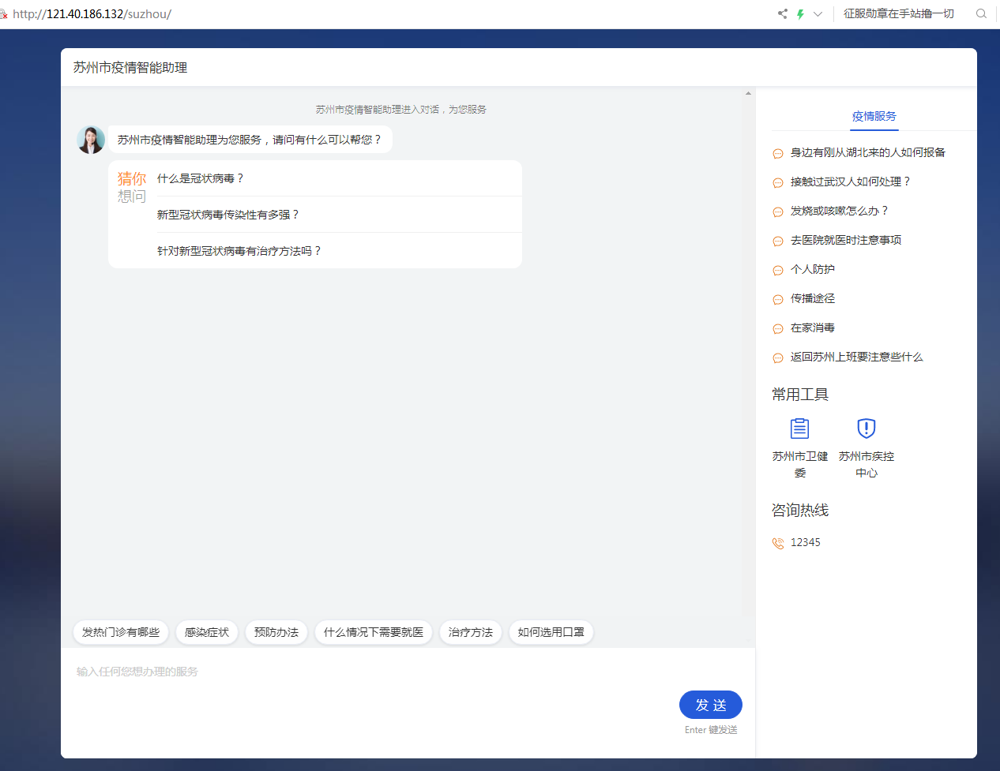 http://121.40.186.132/suzhou/
征服勋章在手站撸一切
苏州市疫情智能助理
苏州市疫情智能助理进入对话，为您服务
苏州市疫情智能助理为您服务，请问有什么可以帮您？
猜你
想问
什么是冠状病毒？
新型冠状病毒传染性有多强？
针对新型冠状病毒有治疗方法吗？
发热门诊有哪些
感染症状
预防办法
什么情况下需要就医
治疗方法
如何选用口罩
输入任何您想办理的服务
发 送
Enter 键发送
疫情服务
身边有刚从湖北来的人如何报备
接触过武汉人如何处理？
发烧或咳嗽怎么办？
去医院就医时注意事项
个人防护
传播途径
在家消毒
返回苏州上班要注意些什么
常用工具
苏州市卫健
委
苏州市疾控
中心
咨询热线
12345